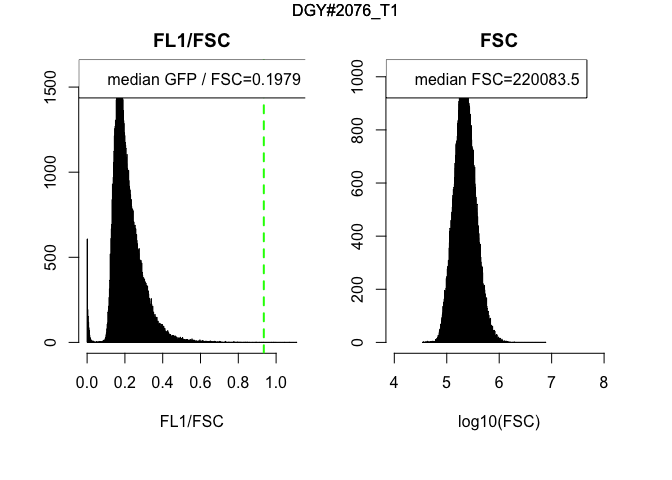 DGY#2076_T1
FL1/FSC
median GFP / FSC=0.1979
1500
1000
500
0
0.0 0.2 0.4 0.6 0.8 1.0
FL1/FSC
FSC
median FSC=220083.5
1000
800
600
400
200
0
4 5 6 7 8
log10(FSC)